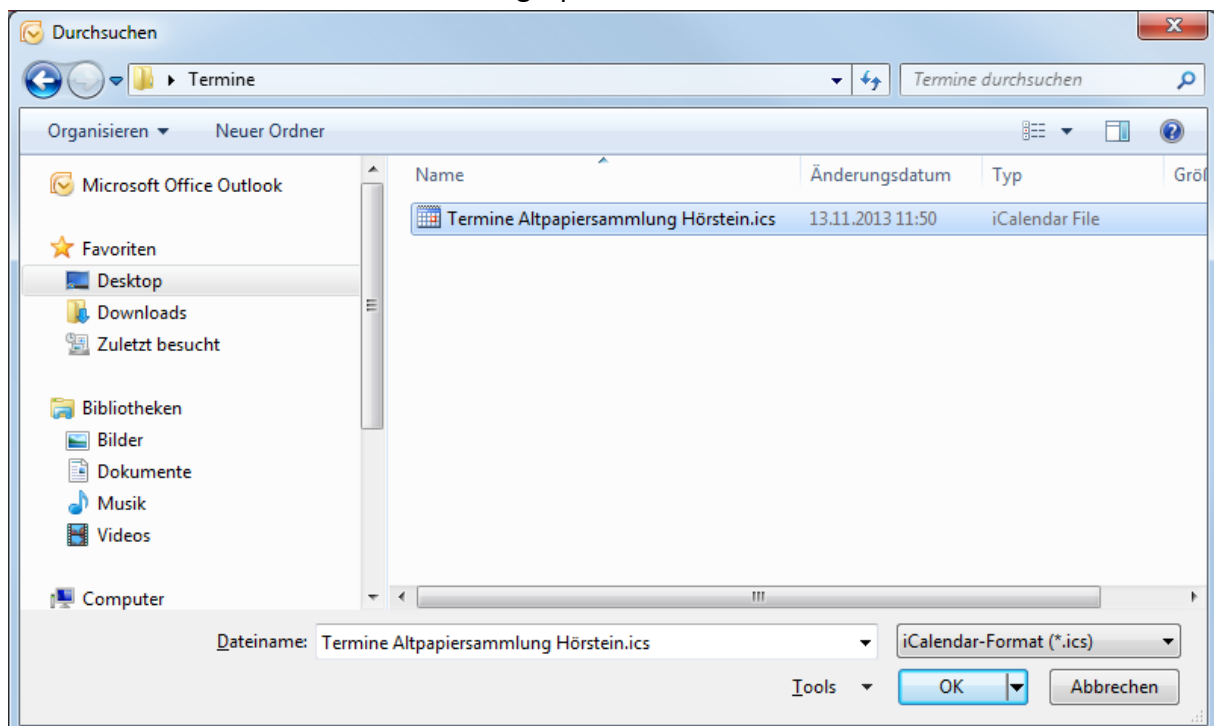 Durchsuchen
Termine
Termine durchsuchen
Organisieren
Neuer Ordner
Microsoft Office Outlook
Favoriten
Desktop
Downloads
Zuletzt besucht
Bibliotheken
Bilder
Dokumente
Musik
Videos
Computer
Name Änderungsdatum Typ
Termine Altpapiersammlung Hörstein.ics 13.11.2013 11:50 iCalendar File
Dateiname: Termine Altpapiersammlung Hörstein.ics iCalendar-Format (*.ics)
Tools OK Abbrechen